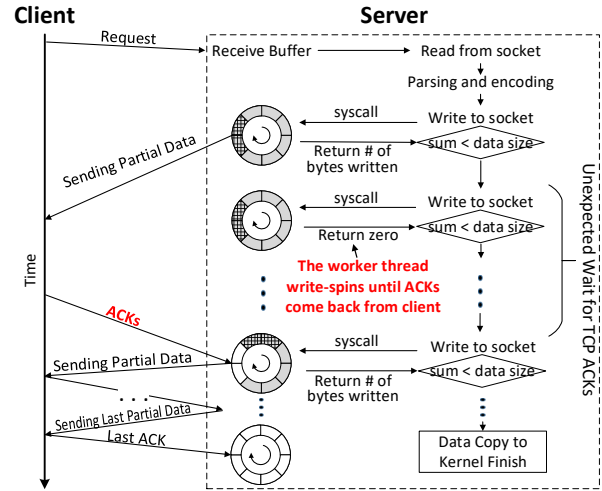 Client
Server
Request
Receive Buffer
Read from socket
Parsing and encoding
syscall
Write to socket
sum < data size
Return # of
bytes written
Sending Partial Data
syscall
Write to socket
sum < data size
Return zero
The worker thread
write-spins until ACKs
come back from client
Unexpected Wait for TCP ACKs
Time
ACKs
syscall
Write to socket
sum < data size
Return # of
bytes written
Sending Partial Data
Sending Last Partial Data
Last ACK
Data Copy to
Kernel Finish